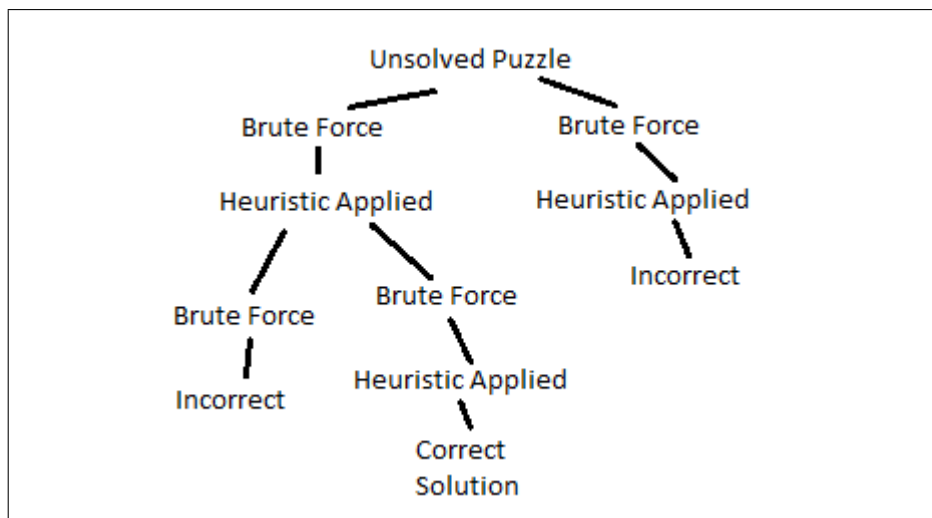 Unsolved Puzzle
Brute Force
Brute Force
Heuristic Applied
Heuristic Applied
Incorrect
Brute Force
Brute Force
Heuristic Applied
Incorrect
Correct
Solution